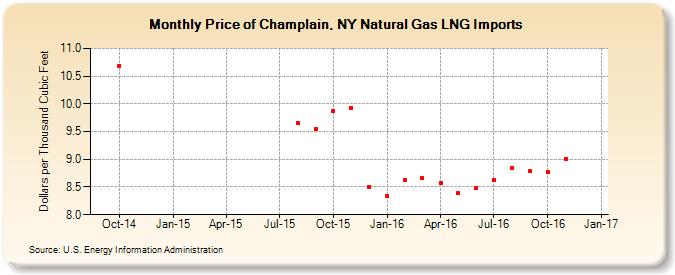 Monthly Price of Champlain, NY Natural Gas LNG Imports
Dollars per Thousand Cubic Feet
11.0
10.5
10.0
9.5
9.0
8.5
8.0
Oct-14 Jan-15 Apr-15 Jul-15 Oct-15 Jan-16 Apr-16 Jul-16 Oct-16 Jan-17
Source: U.S. Energy Information Administration